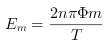 E_m = \frac{2n\pi\Phi m}{T}